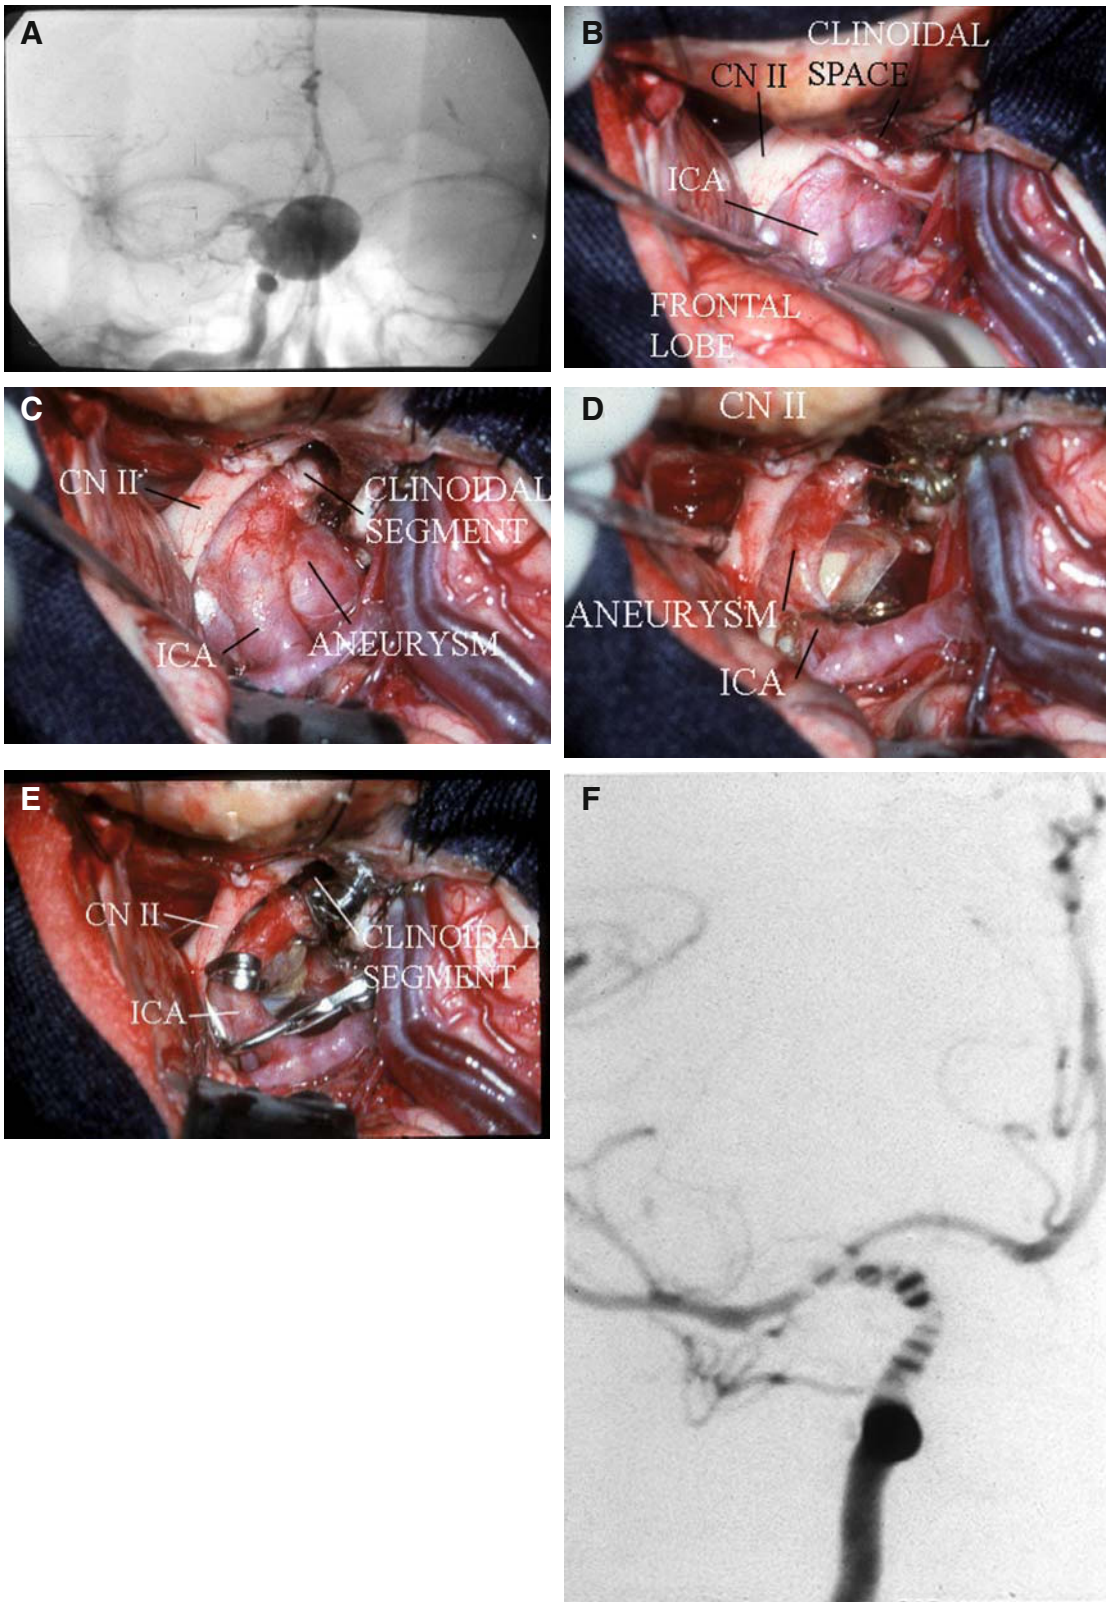 A
B
CLINOIDAL
SPACE
CN II
ICA
FRONTAL
LOBE
C
CN II
CLINOIDAL
SEGMENT
ANEURYSM
ICA
D
CN II
ANEURYSM
ICA
E
CN II
CLINOIDAL
SEGMENT
ICA
F